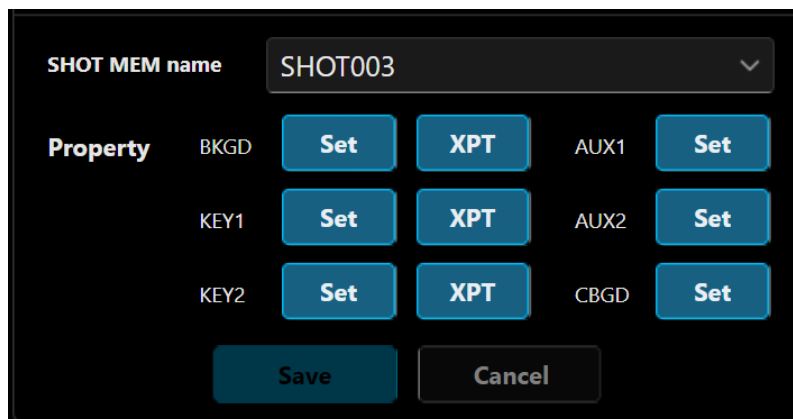 SHOT MEM name SHOT003
Property BKGD Set XPT AUX1 Set
KEY1 Set XPT AUX2 Set
KEY2 Set XPT CBGD Set
Save Cancel